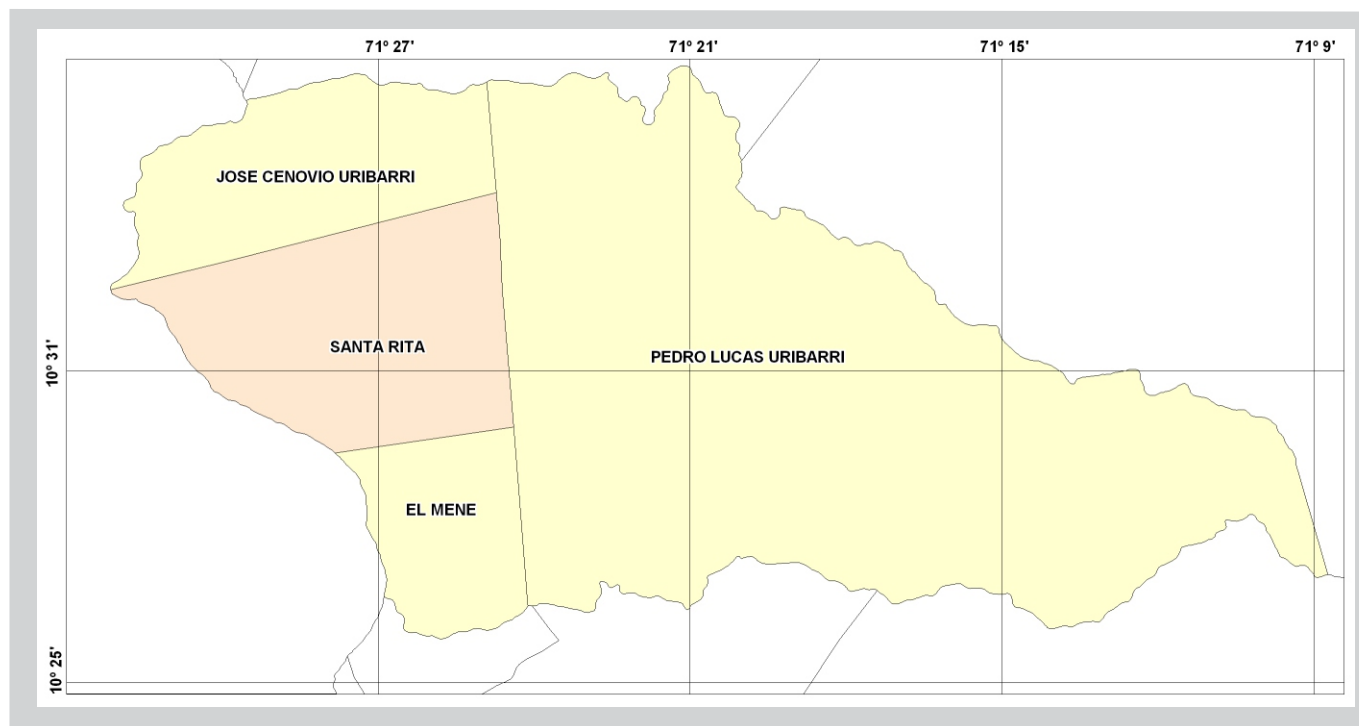 71° 27'
71° 21'
71° 15'
71° 9'
JOSE CENOVIO URIBARRI
SANTA RITA
10° 31'
PEDRO LUCAS URIBARRI
EL MENE
10° 25'